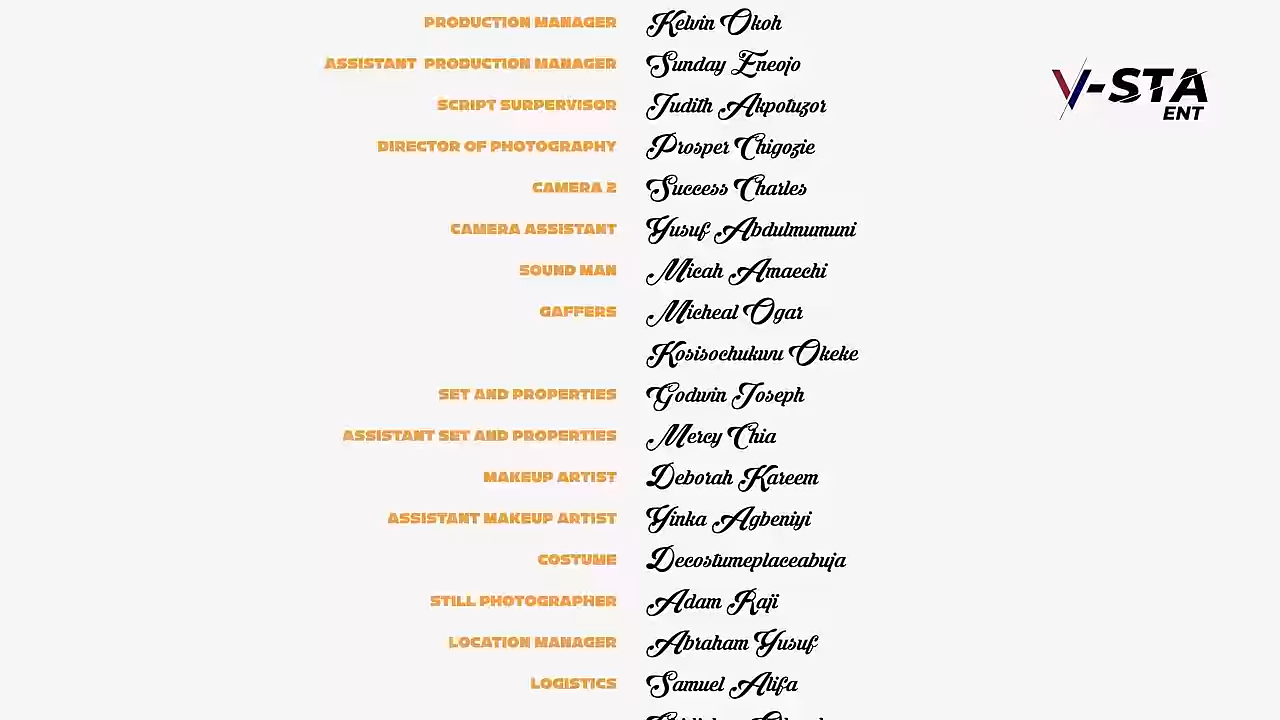 PRODUCTION MANAGER Kelvin Okoh
ASSISTANT PRODUCTION MANAGER Sunday Eneojo
SCRIPT SURPERVISOR Judith Akpotuzor
DIRECTOR OF PHOTOGRAPHY Prosper Chigozie
CAMERA 2 Success Charles
CAMERA ASSISTANT Yusuf Abdulmumuni
SOUND MAN Micah Amaechi
GAFFERS Micheal Ogar
Kosisochukwu Okeke
SET AND PROPERTIES Godwin Joseph
ASSISTANT SET AND PROPERTIES Mercy Chia
MAKEUP ARTIST Deborah Kareem
ASSISTANT MAKEUP ARTIST Yinka Agbeniyi
COSTUME Decostumeplaceabuja
STILL PHOTOGRAPHER Adam Raji
LOCATION MANAGER Abraham Yusuf
LOGISTICS Samuel Alifa
V-STA
ENT